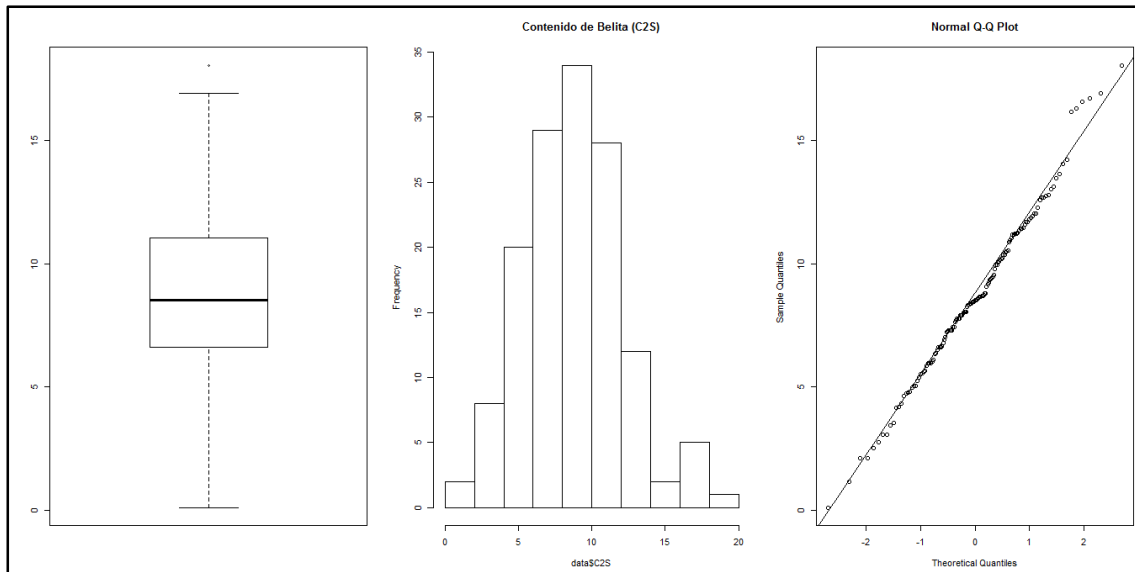 15
10
5
0
Contenido de Belita (C2S)
Frequency
35
30
25
20
15
10
5
0
0 5 10 15 20
data$C2S
Normal Q-Q Plot
Sample Quantiles
15
10
5
0
-2 -1 0 1 2
Theoretical Quantiles